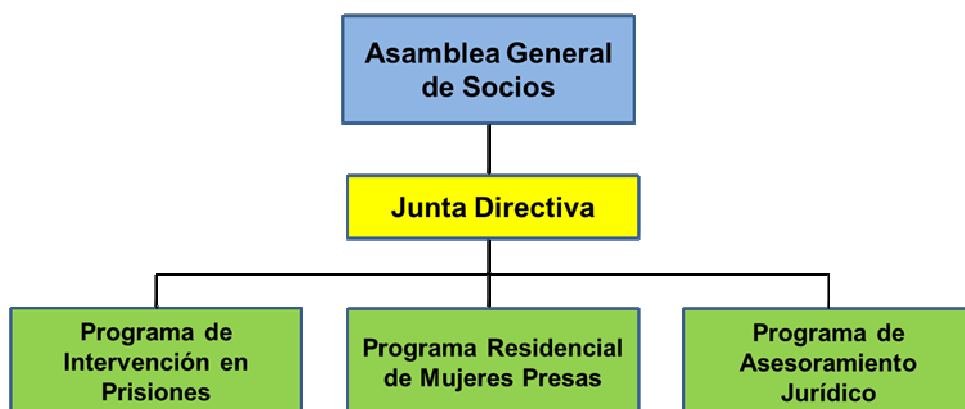 Asamblea General
de Socios
Junta Directiva
Programa de
Intervención en
Prisiones
Programa Residencial
de Mujeres Presas
Programa de
Asesoramiento
Jurídico